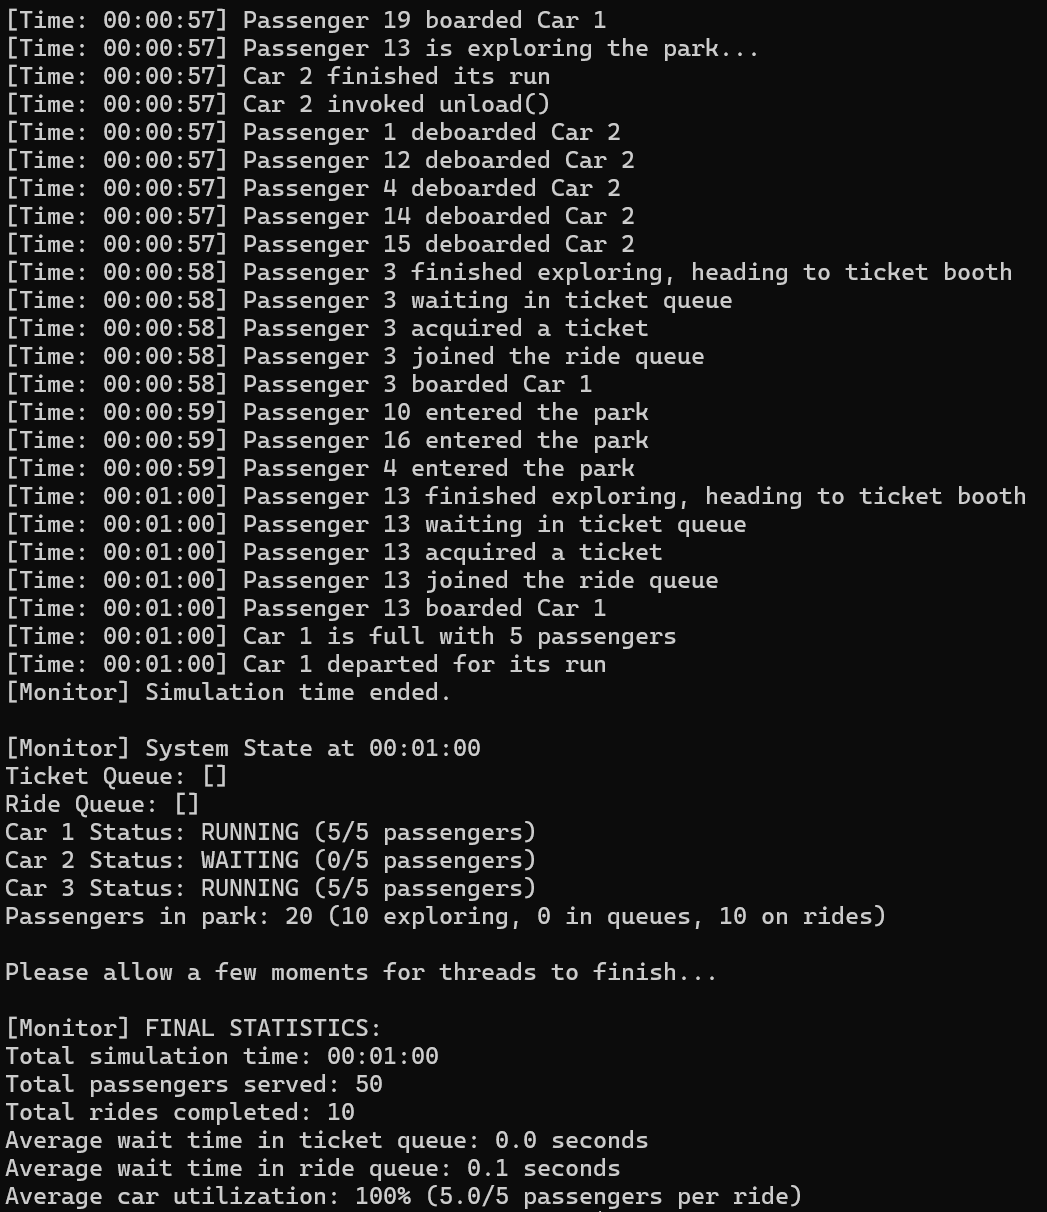 [Time: 00:00:57] Passenger 19 boarded Car 1
[Time: 00:00:57] Passenger 13 is exploring the park...
[Time: 00:00:57] Car 2 finished its run
[Time: 00:00:57] Car 2 invoked unload()
[Time: 00:00:57] Passenger 1 deboarded Car 2
[Time: 00:00:57] Passenger 12 deboarded Car 2
[Time: 00:00:57] Passenger 4 deboarded Car 2
[Time: 00:00:57] Passenger 14 deboarded Car 2
[Time: 00:00:57] Passenger 15 deboarded Car 2
[Time: 00:00:58] Passenger 3 finished exploring, heading to ticket booth
[Time: 00:00:58] Passenger 3 waiting in ticket queue
[Time: 00:00:58] Passenger 3 acquired a ticket
[Time: 00:00:58] Passenger 3 joined the ride queue
[Time: 00:00:58] Passenger 3 boarded Car 1
[Time: 00:00:59] Passenger 10 entered the park
[Time: 00:00:59] Passenger 16 entered the park
[Time: 00:00:59] Passenger 4 entered the park
[Time: 00:01:00] Passenger 13 finished exploring, heading to ticket booth
[Time: 00:01:00] Passenger 13 waiting in ticket queue
[Time: 00:01:00] Passenger 13 acquired a ticket
[Time: 00:01:00] Passenger 13 joined the ride queue
[Time: 00:01:00] Passenger 13 boarded Car 1
[Time: 00:01:00] Car 1 is full with 5 passengers
[Time: 00:01:00] Car 1 departed for its run
[Monitor] Simulation time ended.
[Monitor] System State at 00:01:00
Ticket Queue: []
Ride Queue: []
Car 1 Status: RUNNING (5/5 passengers)
Car 2 Status: WAITING (0/5 passengers)
Car 3 Status: RUNNING (5/5 passengers)
Passengers in park: 20 (10 exploring, 0 in queues, 10 on rides)
Please allow a few moments for threads to finish...
[Monitor] FINAL STATISTICS:
Total simulation time: 00:01:00
Total passengers served: 50
Total rides completed: 10
Average wait time in ticket queue: 0.0 seconds
Average wait time in ride queue: 0.1 seconds
Average car utilization: 100% (5.0/5 passengers per ride)